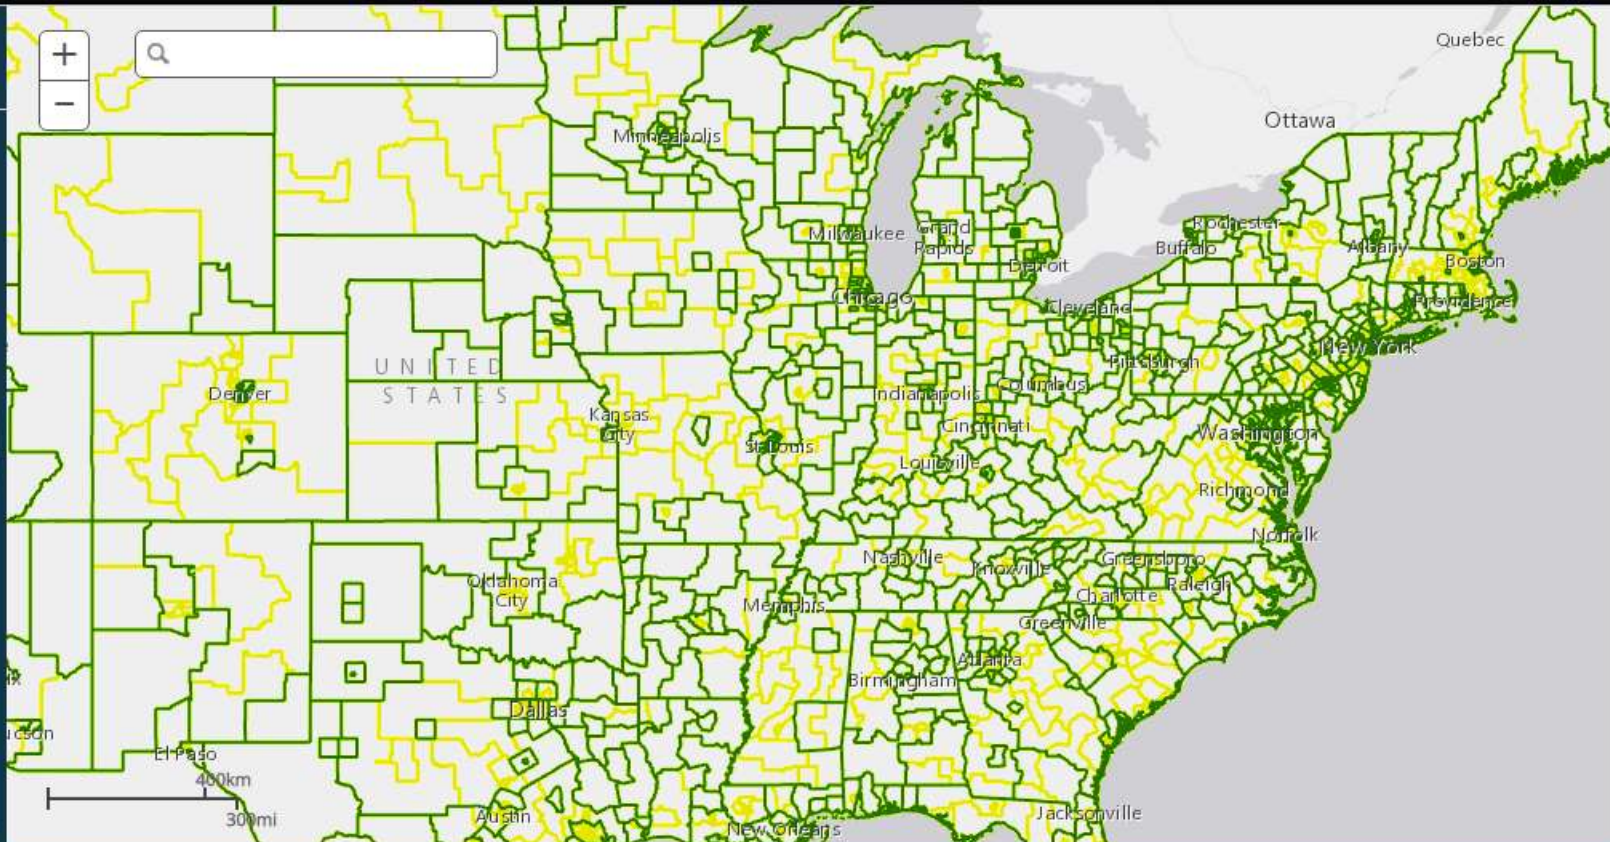 +
−
Quebec
Ottawa
Minneapolis
Rochester
Buffalo
Albany
Boston
Milwaukee
Grand
Rapids
Detroit
Chicago
Cleveland
Providence
New York
UNITED
STATES
Pittsburgh
Denver
Indianapolis
Columbus
Kansas
City
Cincinnati
Washington
St Louis
Louisville
Richmond
Norfolk
Nashville
Knoxville
Greensboro
Oklahoma
City
Raleigh
Memphis
Charlotte
Greenville
Atlanta
Birmingham
Dallas
ucson
El Paso
400km
300mi
Austin
New Orleans
Jacksonville